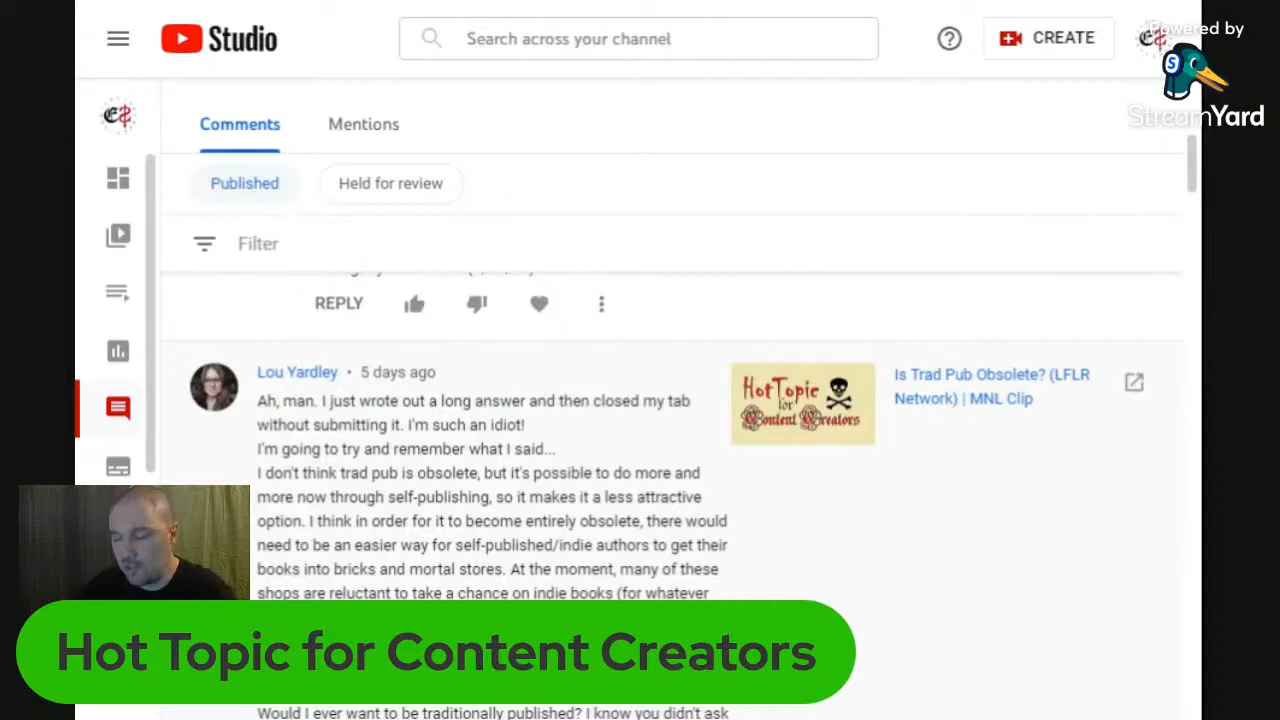 Studio
Search across your channel
CREATE
Powered by
StreamYard
Comments
Mentions
Published
Held for review
Filter
REPLY
Lou Yardley • 5 days ago
Ah, man. I just wrote out a long answer and then closed my tab
without submitting it. I'm such an idiot!
I'm going to try and remember what I said...
I don't think trad pub is obsolete, but it's possible to do more and
more now through self-publishing, so it makes it a less attractive
option. I think in order for it to become entirely obsolete, there would
need to be an easier way for self-published/indie authors to get their
books into bricks and mortal stores. At the moment, many of these
shops are reluctant to take a chance on indie books (for whatever
Would I ever want to be traditionally published? I know you didn't ask
Hot Topic
for
Content Creators
Is Trad Pub Obsolete? (LFLR
Network) | MNL Clip
Hot Topic for Content Creators